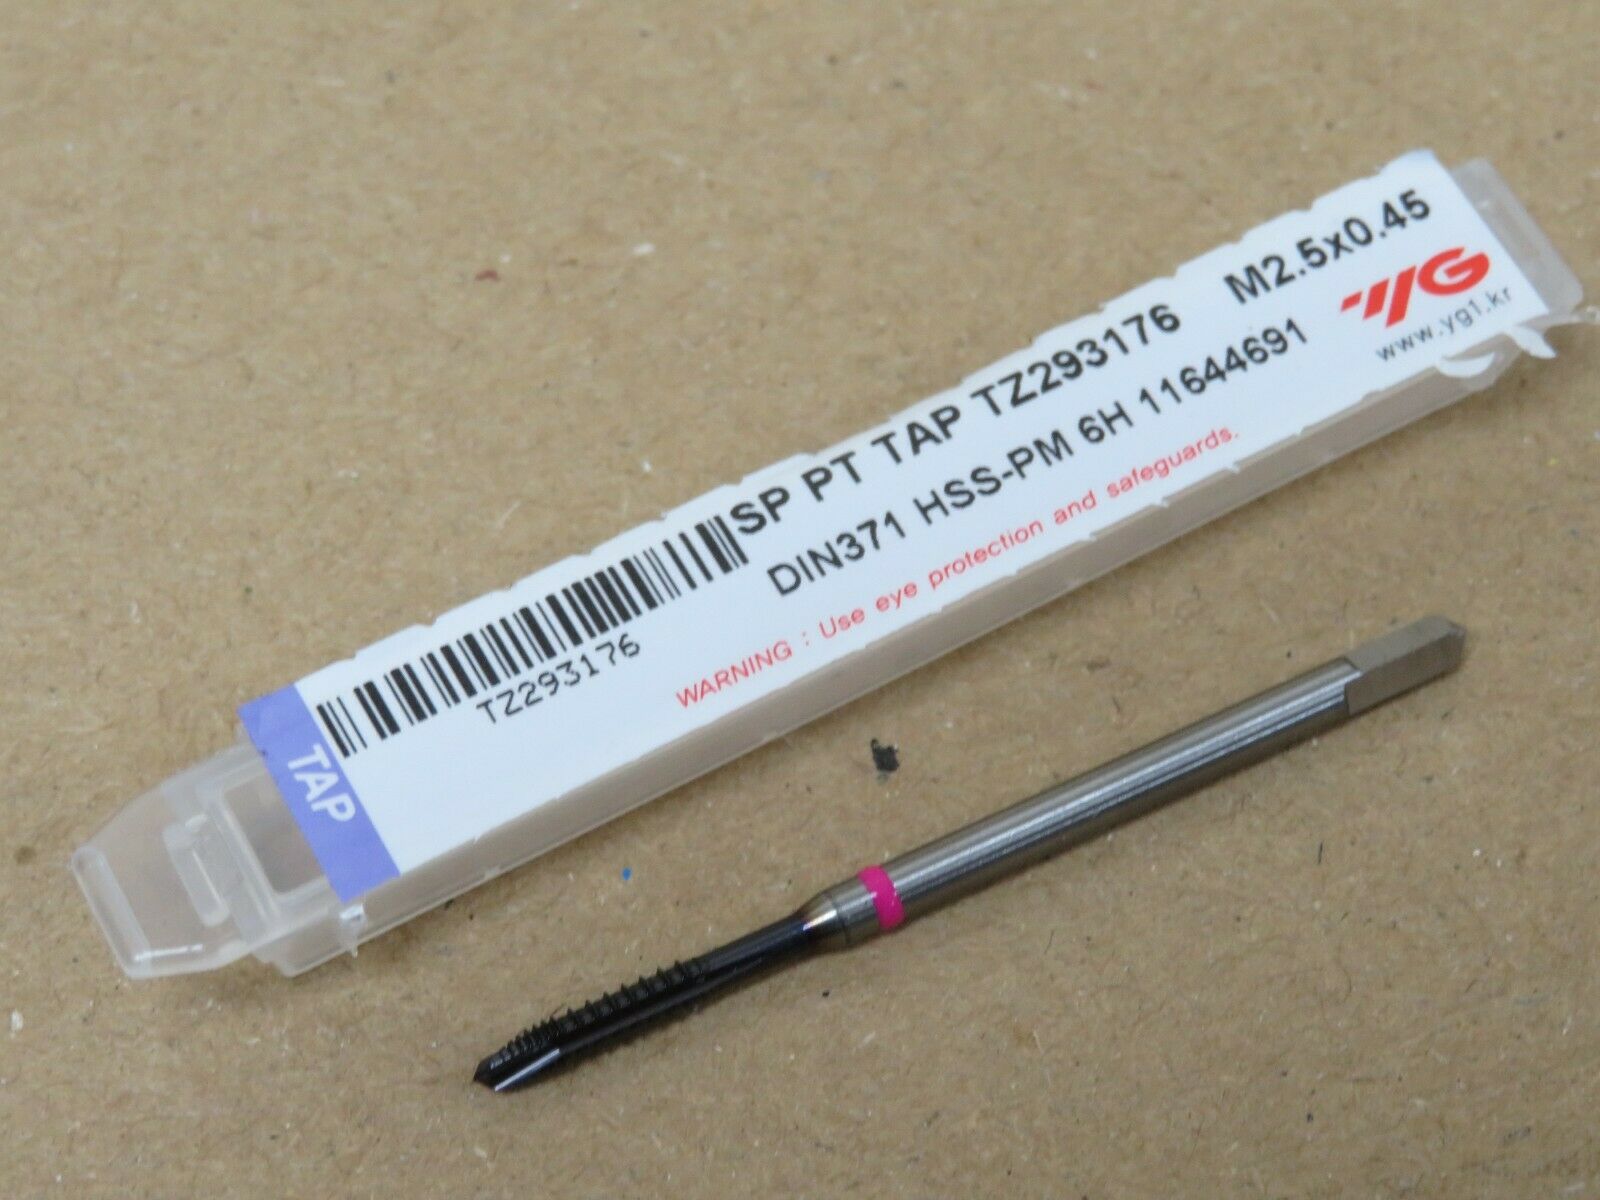 SP PT TAP TZ293176 M2.5x0.45
DIN371 HSS-PM 6H 11644691
YG
www.yg1.kr
WARNING : Use eye protection and safeguards.
TZ293176
TAP